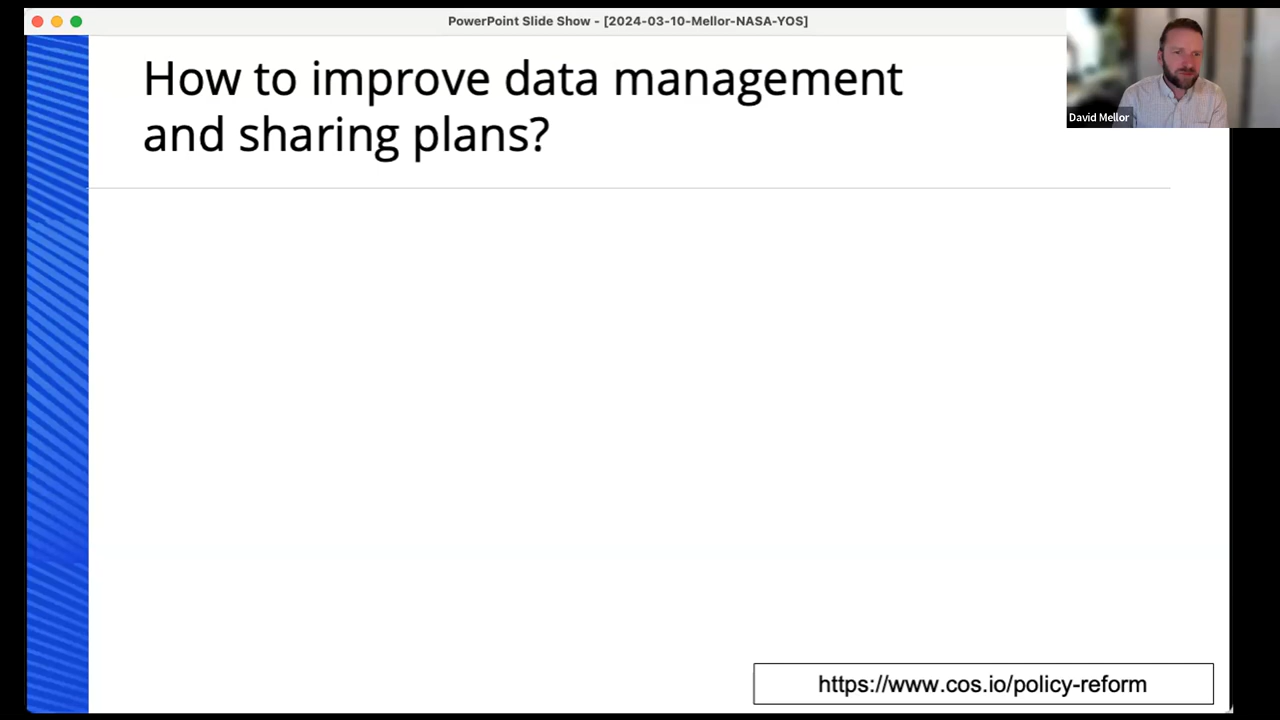 PowerPoint Slide Show - [2024-03-10-Mellor-NASA-YOS]
How to improve data management
and sharing plans?
David Mellor
https://www.cos.io/policy-reform